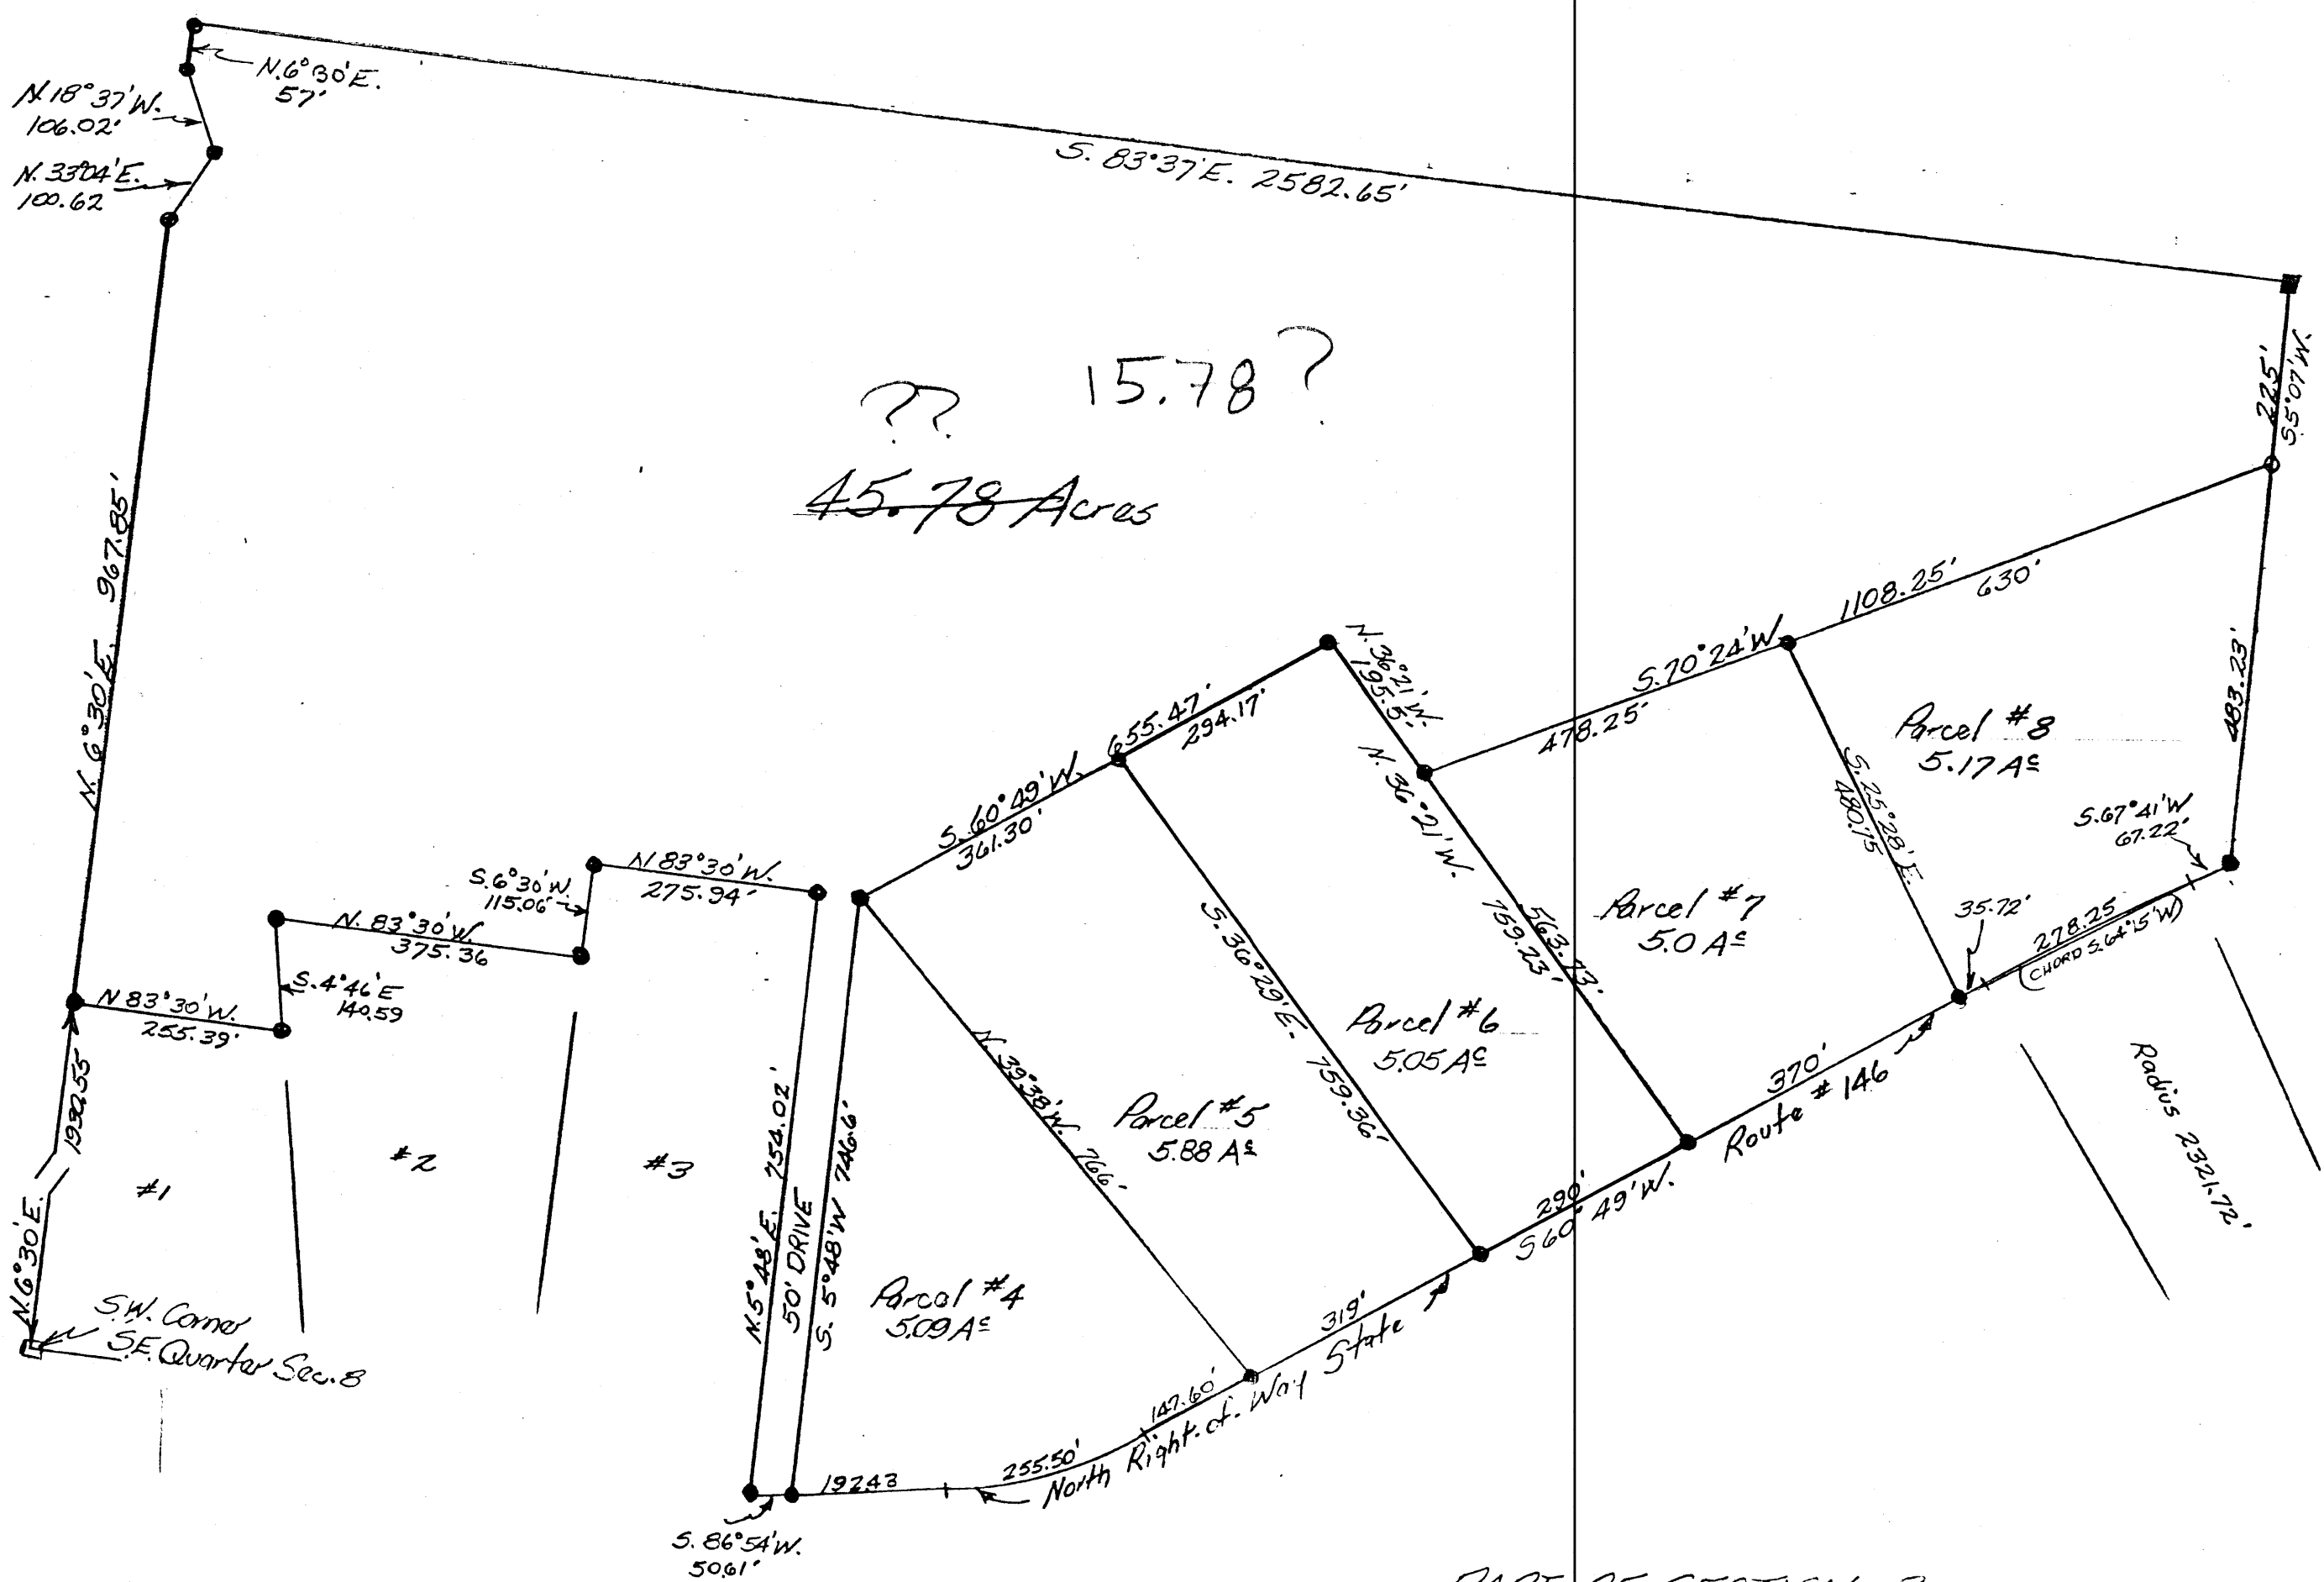 N.6°30'E.
57'
N.18°37'W.
106.02'
N.33°04'E.
100.62
S. 83°37'E. 2582.65'
225'
S5°07'W.
15.78?
??
45.78 Acres
N.6°30'E. 967.85'
1108.25'
630'
S.70°24'W.
478.25'
N.36°21'W.
195.5'
655.47'
294.17'
S.60°49'W.
361.30'
483.23'
Parcel #8
5.17 Ac
S.67°41'W
67.22'
S.25°28'E.
480.75
35.72'
278.25
(CHORD S.64°15'W)
N.36°21'W.
563.73'
759.23'
Parcel #7
5.0 Ac
S.36°29'E. 759.36'
Parcel #6
5.05 Ac
N83°30'W.
275.94'
S.6°30'W.
115.06'
N.83°30'W.
375.36
S.4°46'E
140.59
N83°30'W.
255.39'
N.6°30'E. 1990.55
#1
#2
#3
N.5°48'E. 754.02'
50' DRIVE
S. 5°48'W 746.6'
N.39°38'W. 766'
Parcel #5
5.88 Ac
Parcel #4
5.09 Ac
370'
Route #146
Radius 2321.72'
290'
S60°49'W.
319'
North Right-of-Way State
147.60'
255.50'
192.43
S.W. Corner
S.E. Quarter Sec.8
S. 86°54'W.
50.61'